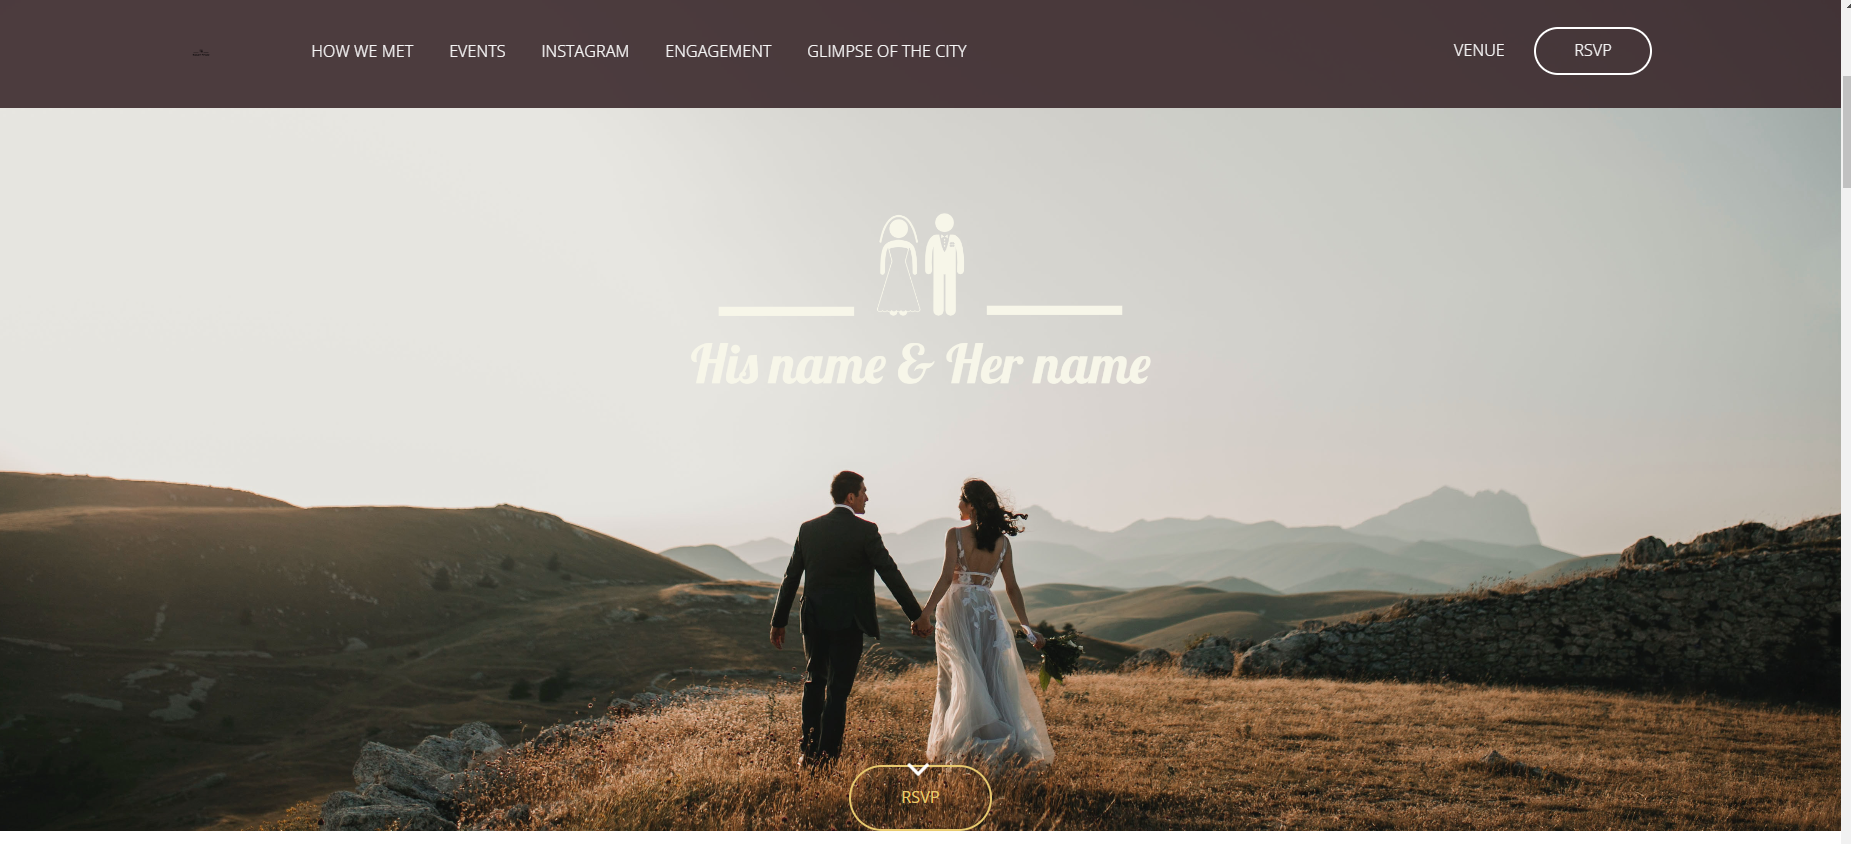 HOW WE MET EVENTS INSTAGRAM ENGAGEMENT GLIMPSE OF THE CITY VENUE RSVP
His name & Her name
RSVP